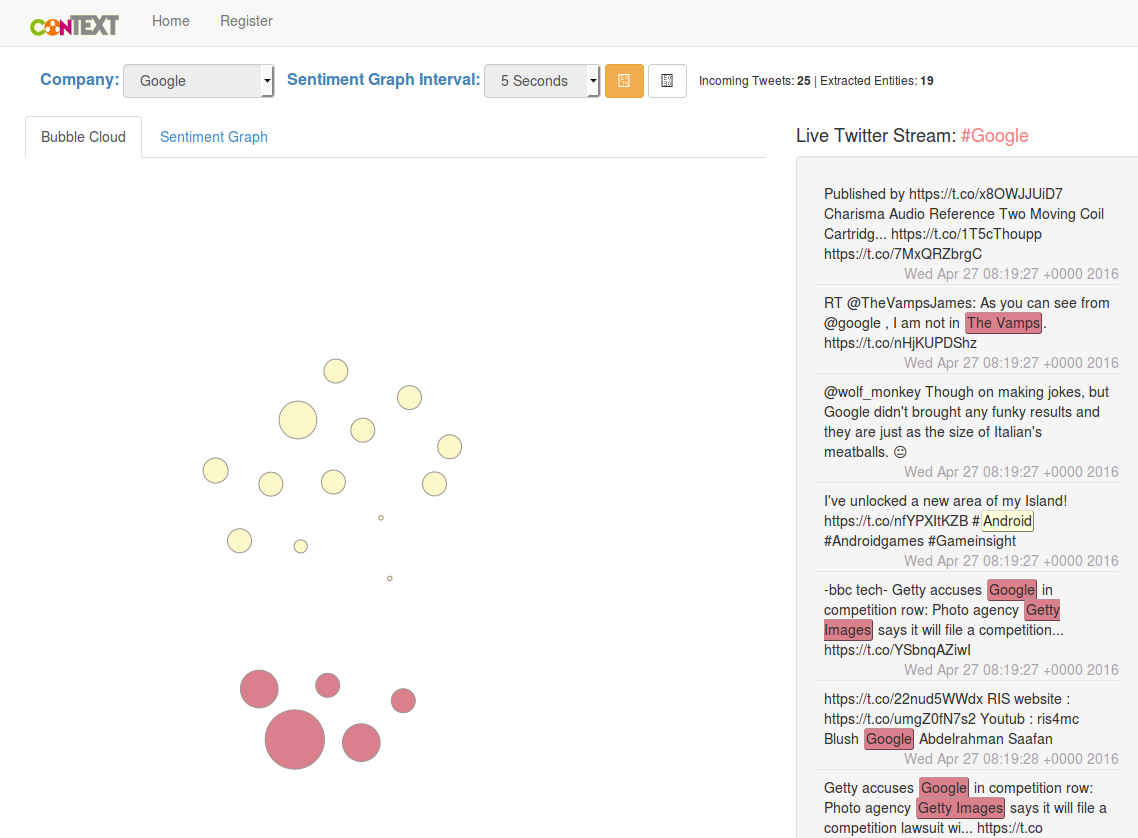 CONTEXT Home Register
Company: Google Sentiment Graph Interval: 5 Seconds Incoming Tweets: 25 | Extracted Entities: 19
Bubble Cloud Sentiment Graph
Live Twitter Stream: #Google
Published by https://t.co/x8OWJJUiD7
Charisma Audio Reference Two Moving Coil
Cartridg... https://t.co/1T5cThoupp
https://t.co/7MxQRZbrgC
Wed Apr 27 08:19:27 +0000 2016
RT @TheVampsJames: As you can see from
@google , I am not in The Vamps.
https://t.co/nHjKUPDShz
Wed Apr 27 08:19:27 +0000 2016
@wolf_monkey Though on making jokes, but
Google didn't brought any funky results and
they are just as the size of Italian's
meatballs. 😐
Wed Apr 27 08:19:27 +0000 2016
I've unlocked a new area of my Island!
https://t.co/nfYPXItKZB #Android
#Androidgames #Gameinsight
Wed Apr 27 08:19:27 +0000 2016
-bbc tech- Getty accuses Google in
competition row: Photo agency Getty
Images says it will file a competition...
https://t.co/YSbnqAZiwI
Wed Apr 27 08:19:27 +0000 2016
https://t.co/22nud5WWdx RIS website :
https://t.co/umgZ0fN7s2 Youtub : ris4mc
Blush Google Abdelrahman Saafan
Wed Apr 27 08:19:28 +0000 2016
Getty accuses Google in competition row:
Photo agency Getty Images says it will file a
competition lawsuit wi... https://t.co